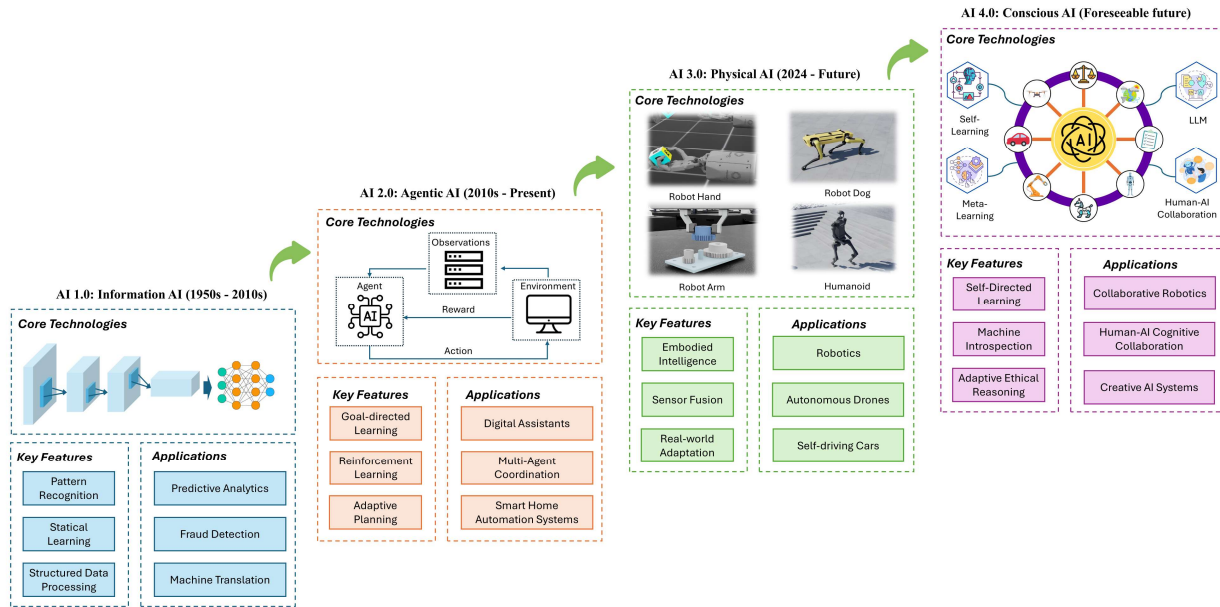 AI 1.0: Information AI (1950s - 2010s)
Core Technologies
Key Features
Pattern
Recognition
Statical
Learning
Structured Data
Processing
Applications
Predictive Analytics
Fraud Detection
Machine Translation
AI 2.0: Agentic AI (2010s - Present)
Core Technologies
Observations
Agent
AI
Environment
Reward
Action
Key Features
Goal-directed
Learning
Reinforcement
Learning
Adaptive
Planning
Applications
Digital Assistants
Multi-Agent
Coordination
Smart Home
Automation Systems
AI 3.0: Physical AI (2024 - Future)
Core Technologies
Robot Hand
Robot Dog
Robot Arm
Humanoid
Key Features
Embodied
Intelligence
Sensor Fusion
Real-world
Adaptation
Applications
Robotics
Autonomous Drones
Self-driving Cars
AI 4.0: Conscious AI (Foreseeable future)
Core Technologies
Self-
Learning
LLM
AI
Meta-
Learning
Human-AI
Collaboration
Key Features
Self-Directed
Learning
Machine
Introspection
Adaptive Ethical
Reasoning
Applications
Collaborative Robotics
Human-AI Cognitive
Collaboration
Creative AI Systems